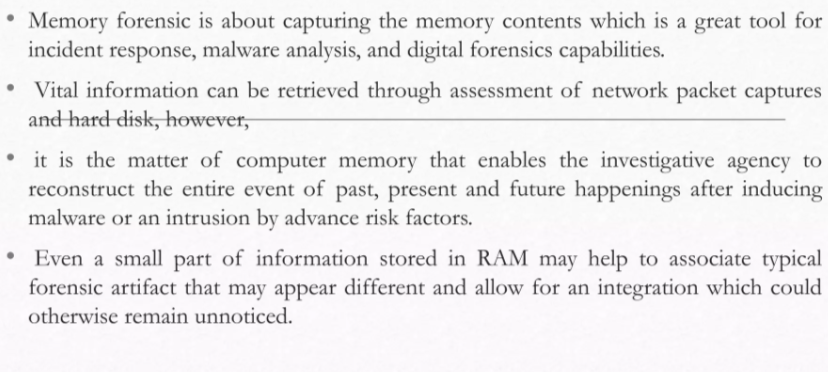 • Memory forensic is about capturing the memory contents which is a great tool for
incident response, malware analysis, and digital forensics capabilities.
• Vital information can be retrieved through assessment of network packet captures
and hard disk, however,
• it is the matter of computer memory that enables the investigative agency to
reconstruct the entire event of past, present and future happenings after inducing
malware or an intrusion by advance risk factors.
• Even a small part of information stored in RAM may help to associate typical
forensic artifact that may appear different and allow for an integration which could
otherwise remain unnoticed.